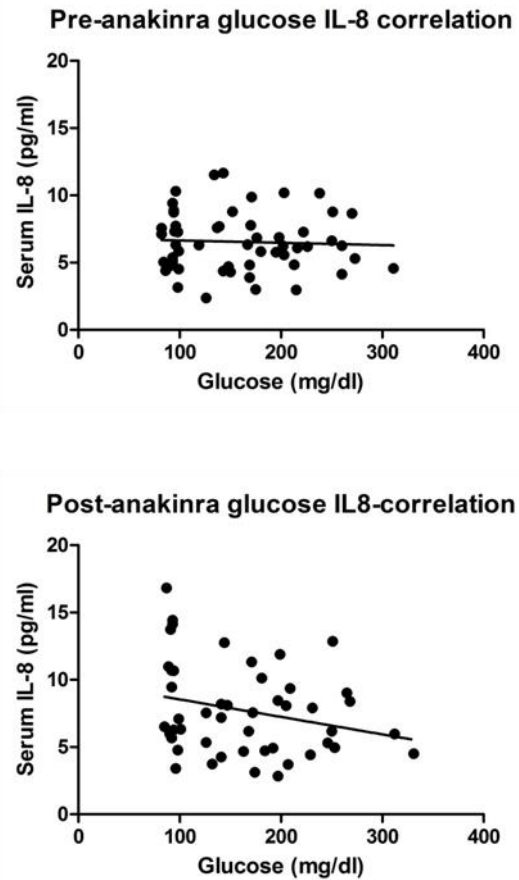 Pre-anakinra glucose IL-8 correlation
20
15
10
5
0
Serum IL-8 (pg/ml)
0 100 200 300 400
Glucose (mg/dl)
Post-anakinra glucose IL8-correlation
20
15
10
5
0
Serum IL-8 (pg/ml)
0 100 200 300 400
Glucose (mg/dl)